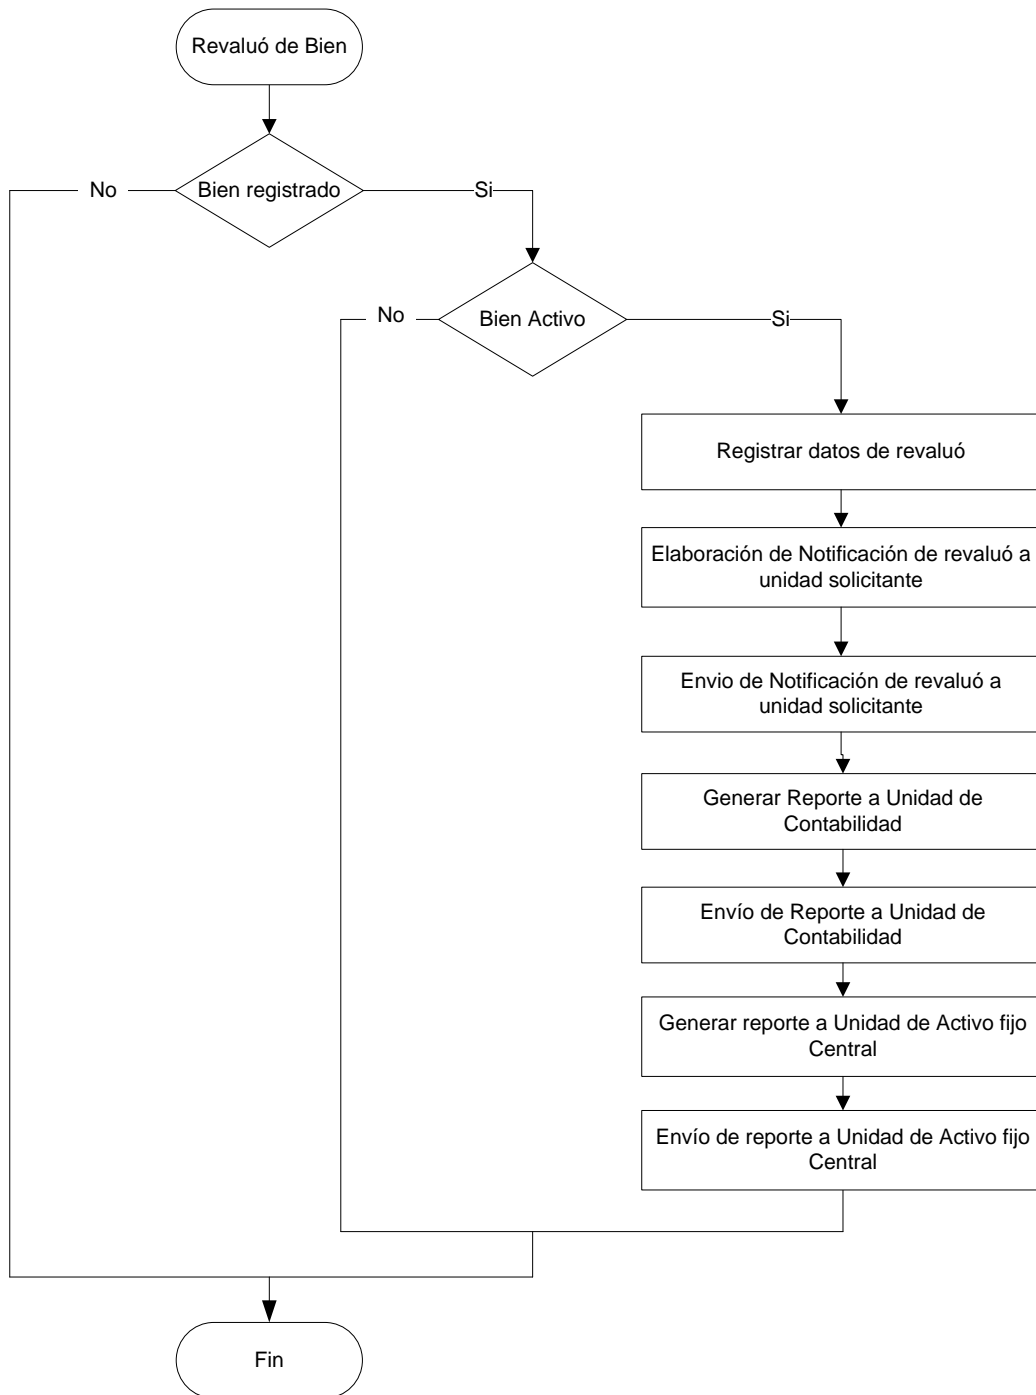 Revaluó de Bien
Bien registrado
No
Si
Bien Activo
No
Si
Registrar datos de revaluó
Elaboración de Notificación de revaluó a
unidad solicitante
Envio de Notificación de revaluó a
unidad solicitante
Generar Reporte a Unidad de
Contabilidad
Envío de Reporte a Unidad de
Contabilidad
Generar reporte a Unidad de Activo fijo
Central
Envío de reporte a Unidad de Activo fijo
Central
Fin